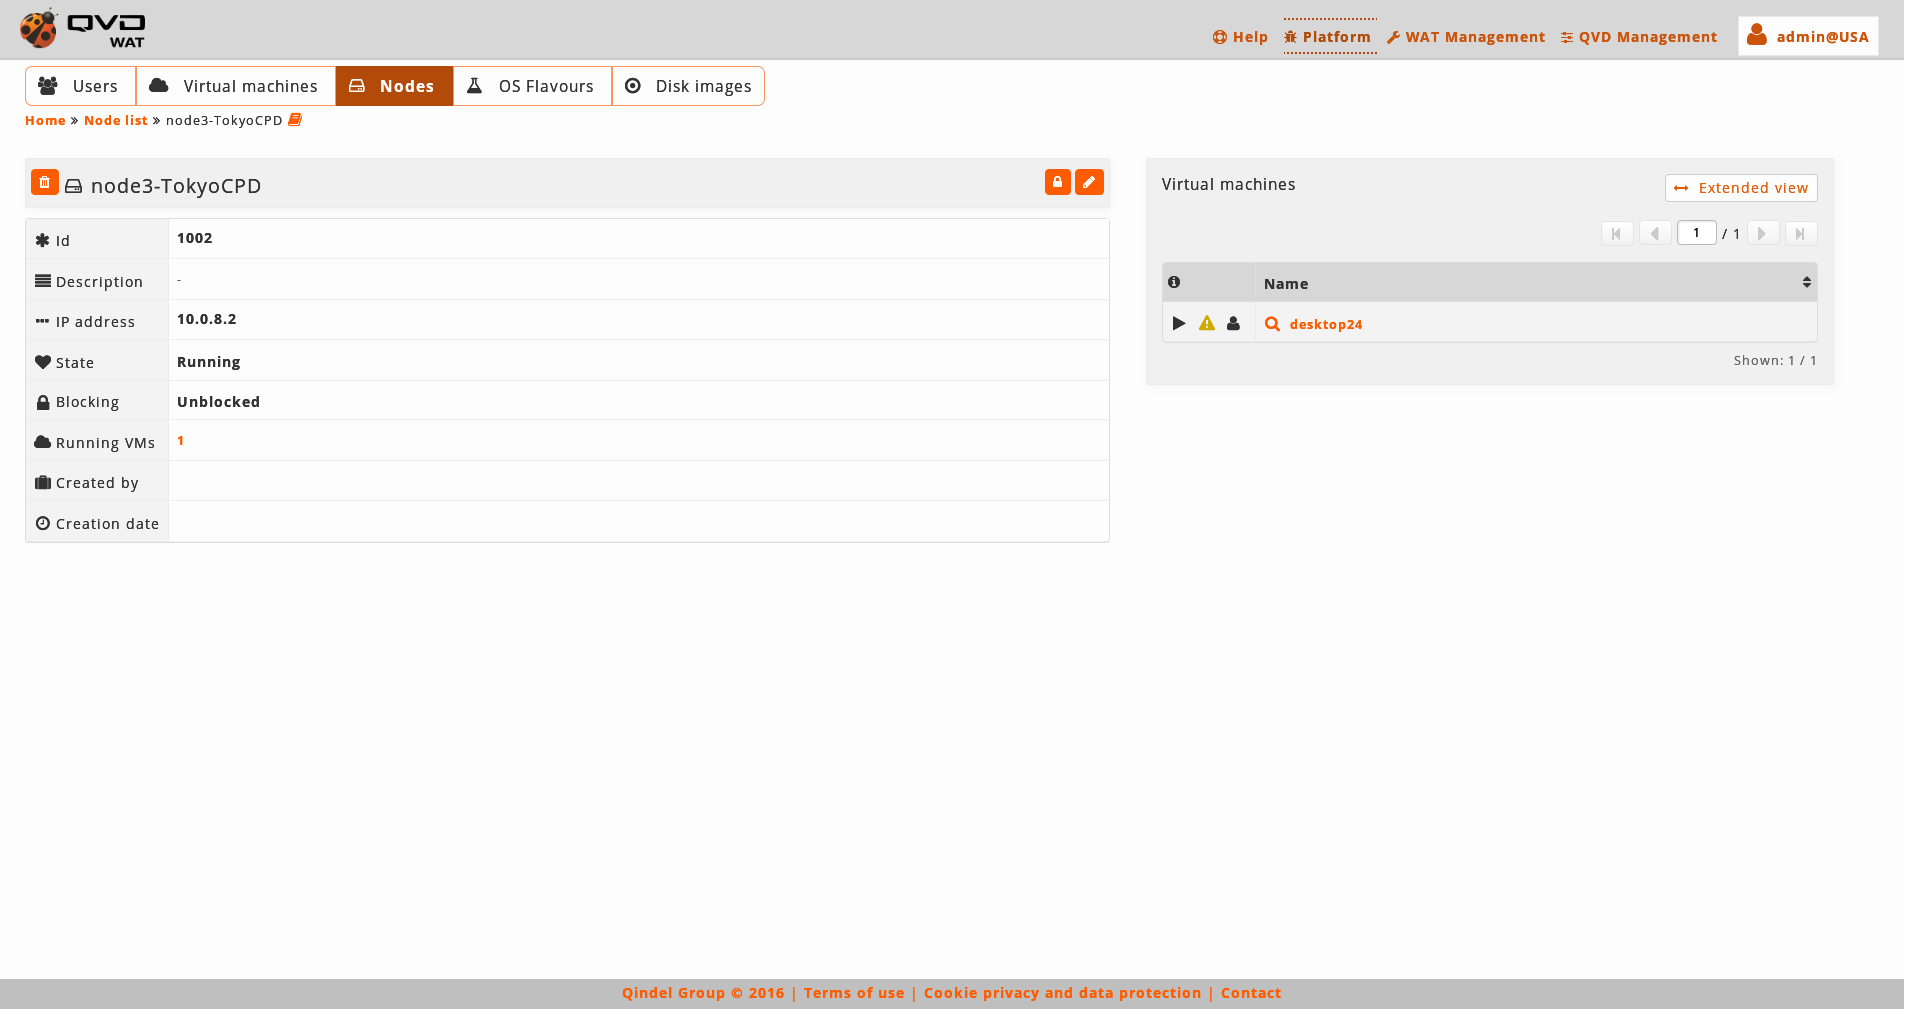 QVD
WAT
Help Platform WAT Management QVD Management admin@USA
Users Virtual machines Nodes OS Flavours Disk images
Home » Node list » node3-TokyoCPD
node3-TokyoCPD
Id 1002
Description -
IP address 10.0.8.2
State Running
Blocking Unblocked
Running VMs 1
Created by
Creation date
Virtual machines
Extended view
1 / 1
Name
desktop24
Shown: 1 / 1
Qindel Group © 2016 | Terms of use | Cookie privacy and data protection | Contact